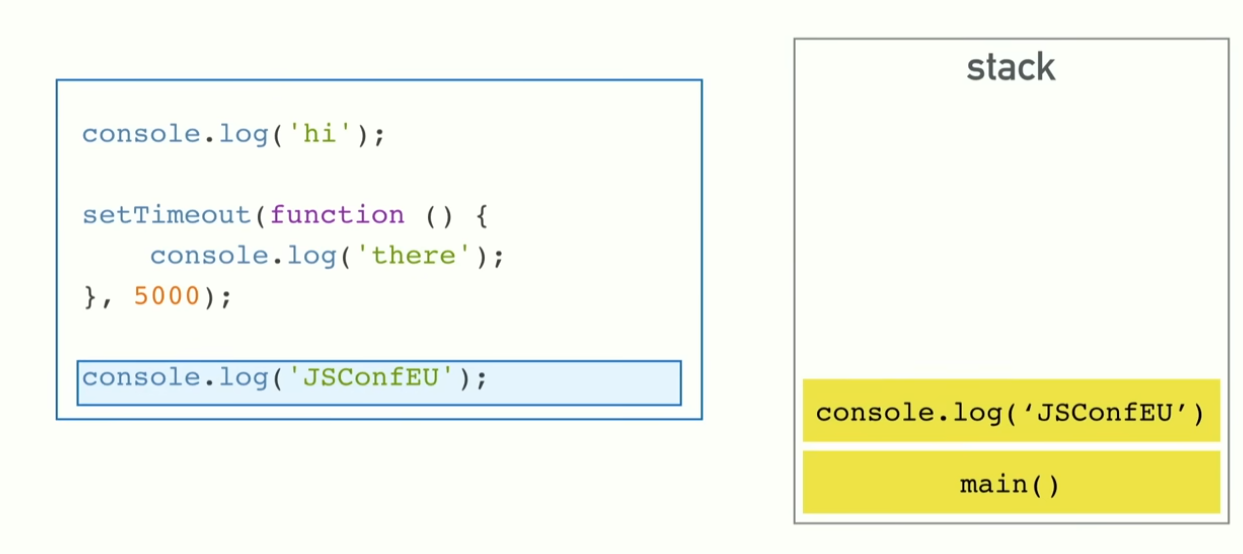 console.log('hi');
setTimeout(function () {
    console.log('there');
}, 5000);
console.log('JSConfEU');
stack
console.log(‘JSConfEU’)
main()